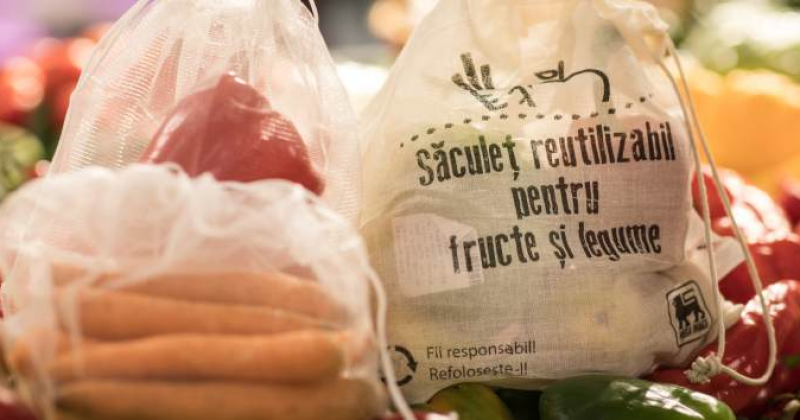 săculeț reutilizabil
pentru
fructe și legume
Fii responsabil!
Refolosește-l!